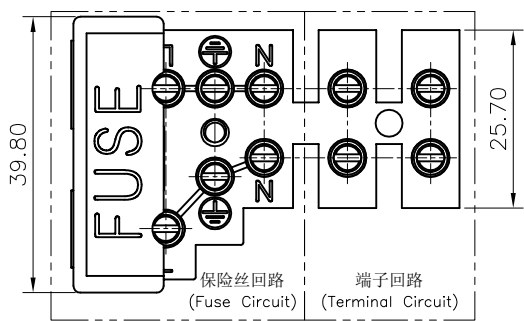 39.80
FUSE
N
N
25.70
保险丝回路
(Fuse Circuit)
端子回路
(Terminal Circuit)